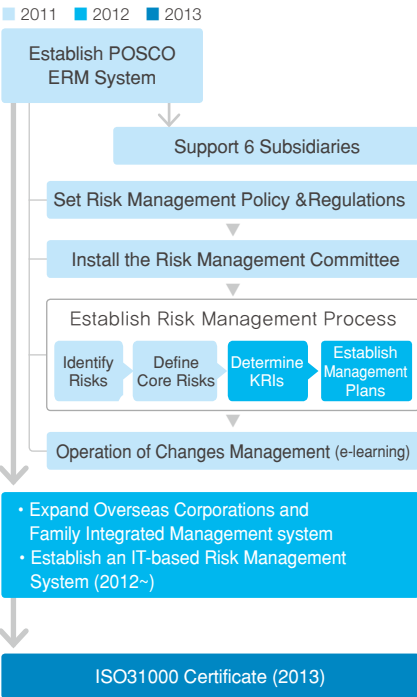 2011 2012 2013
Establish POSCO
ERM System
Support 6 Subsidiaries
Set Risk Management Policy &Regulations
Install the Risk Management Committee
Establish Risk Management Process
Identify
Risks
Define
Core Risks
Determine
KRIs
Establish
Management
Plans
Operation of Changes Management (e-learning)
• Expand Overseas Corporations and
Family Integrated Management system
• Establish an IT-based Risk Management
System (2012~)
ISO31000 Certificate (2013)